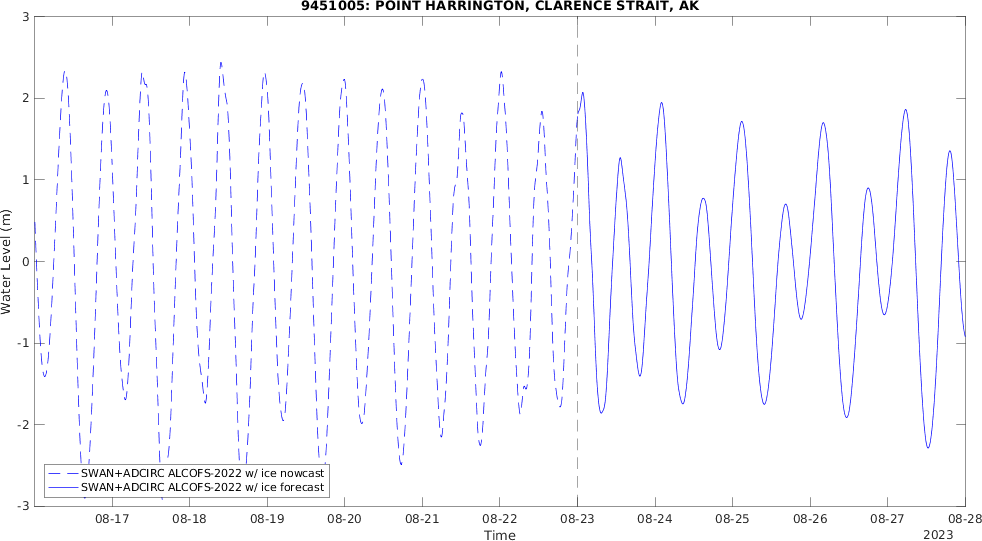 9451005: POINT HARRINGTON, CLARENCE STRAIT, AK
3
2
1
0
-1
-2
-3
Water Level (m)
SWAN+ADCIRC ALCOFS-2022 w/ ice nowcast
SWAN+ADCIRC ALCOFS-2022 w/ ice forecast
08-17 08-18 08-19 08-20 08-21 08-22 08-23 08-24 08-25 08-26 08-27 08-28
Time
2023